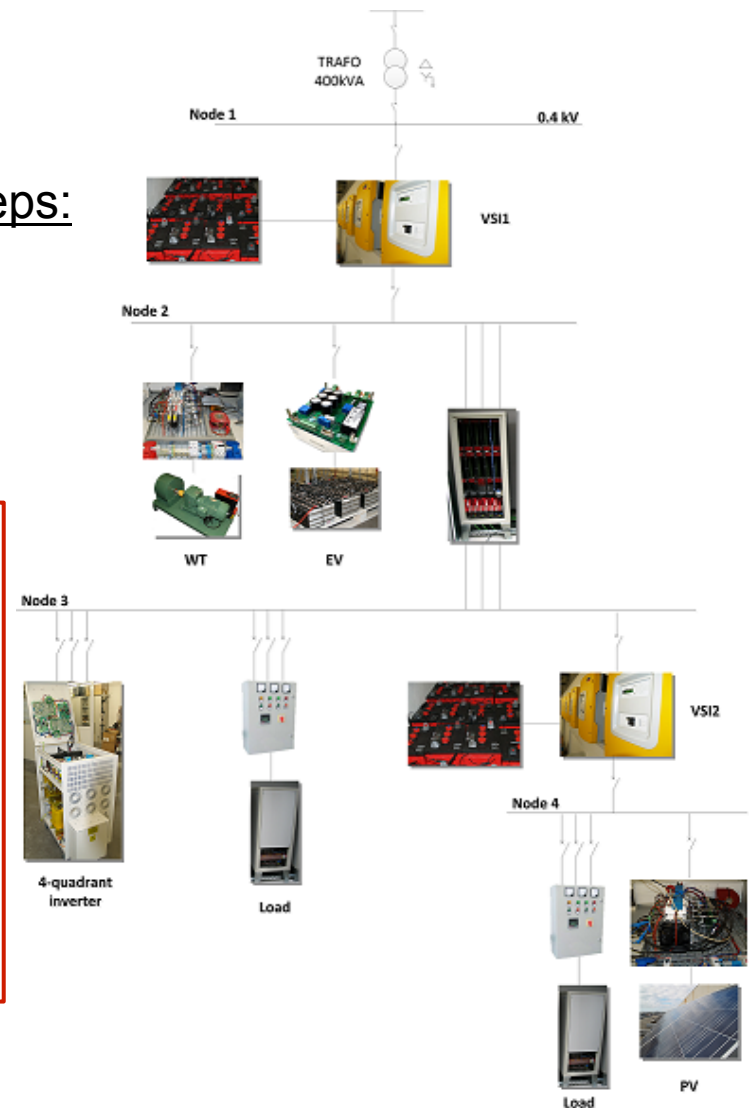 TRAFO
400kVA
Node 1
0.4 kV
eps:
VSI1
Node 2
WT
EV
Node 3
VSI2
Node 4
4-quadrant
inverter
Load
PV
Load